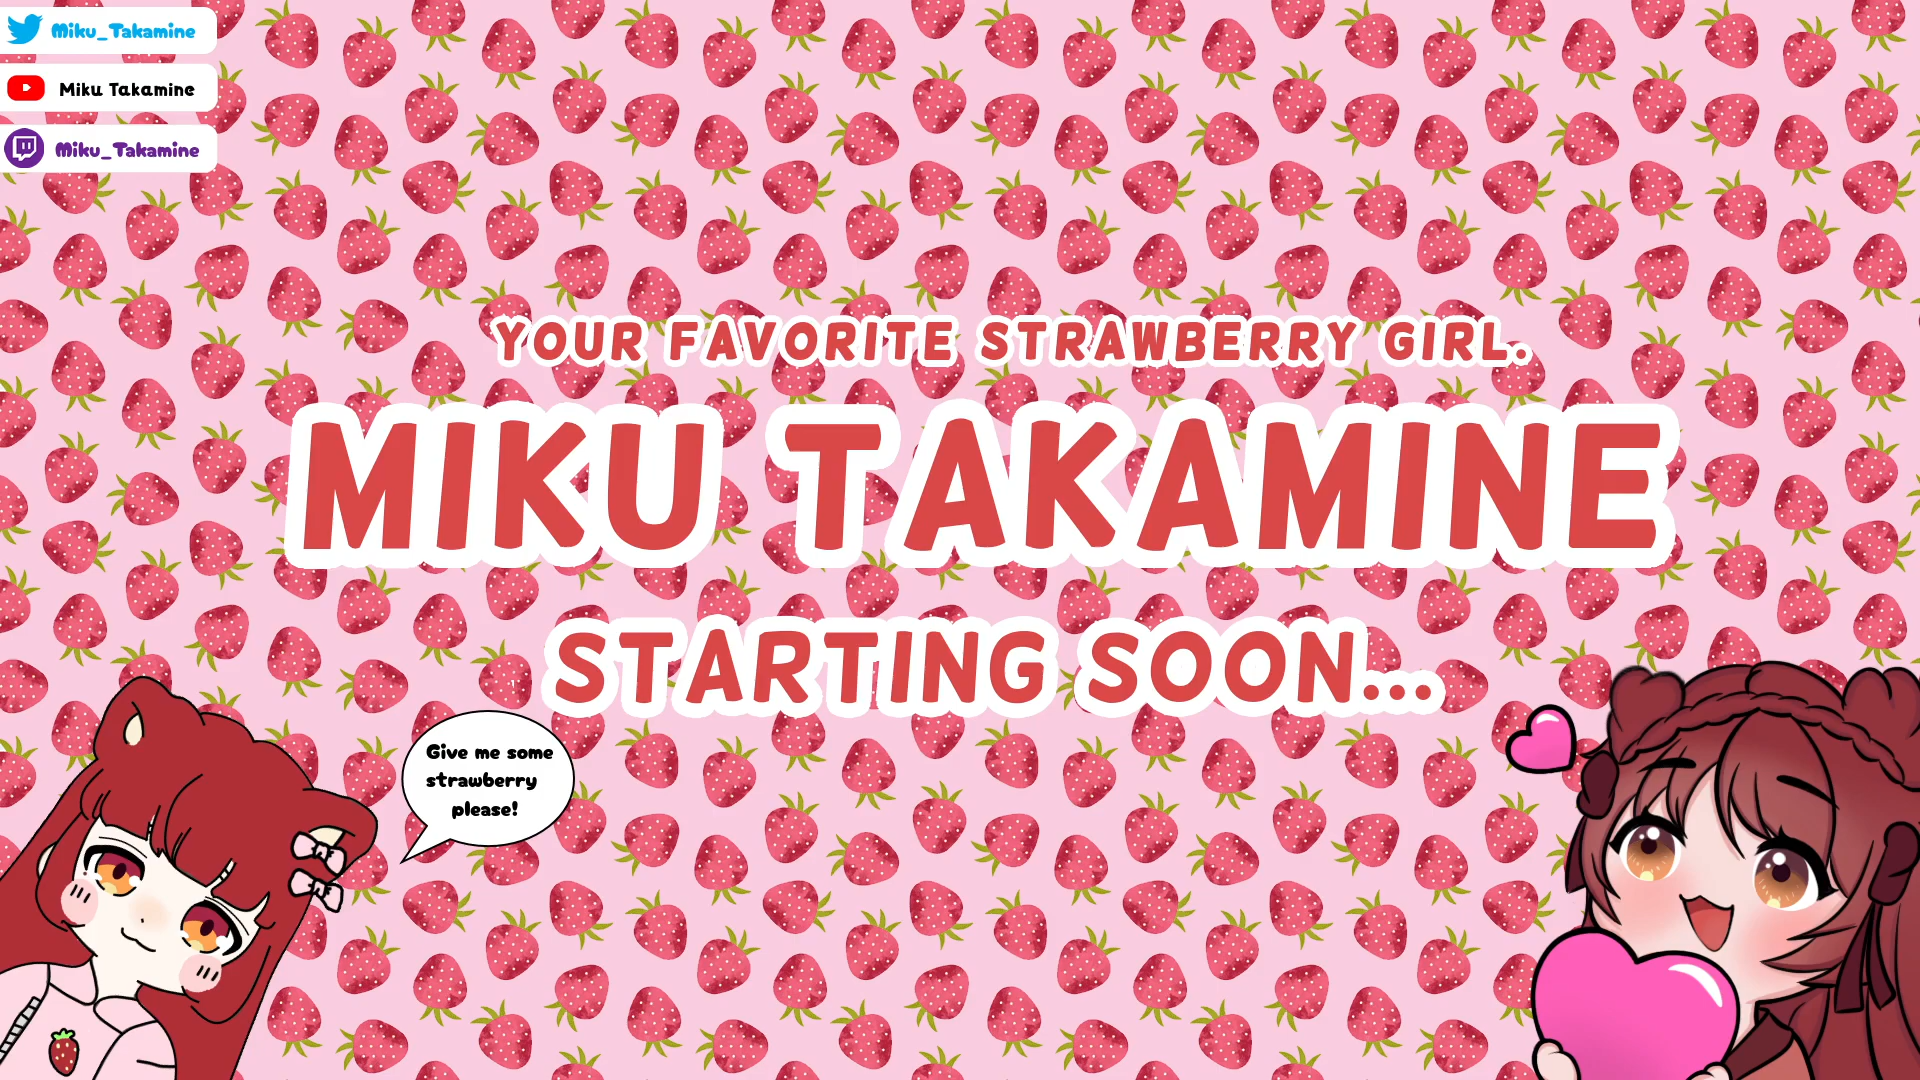 Miku_Takamine
Miku Takamine
Miku_Takamine
YOUR FAVORITE STRAWBERRY GIRL.
MIKU TAKAMINE
STARTING SOON...
Give me some
strawberry
please!